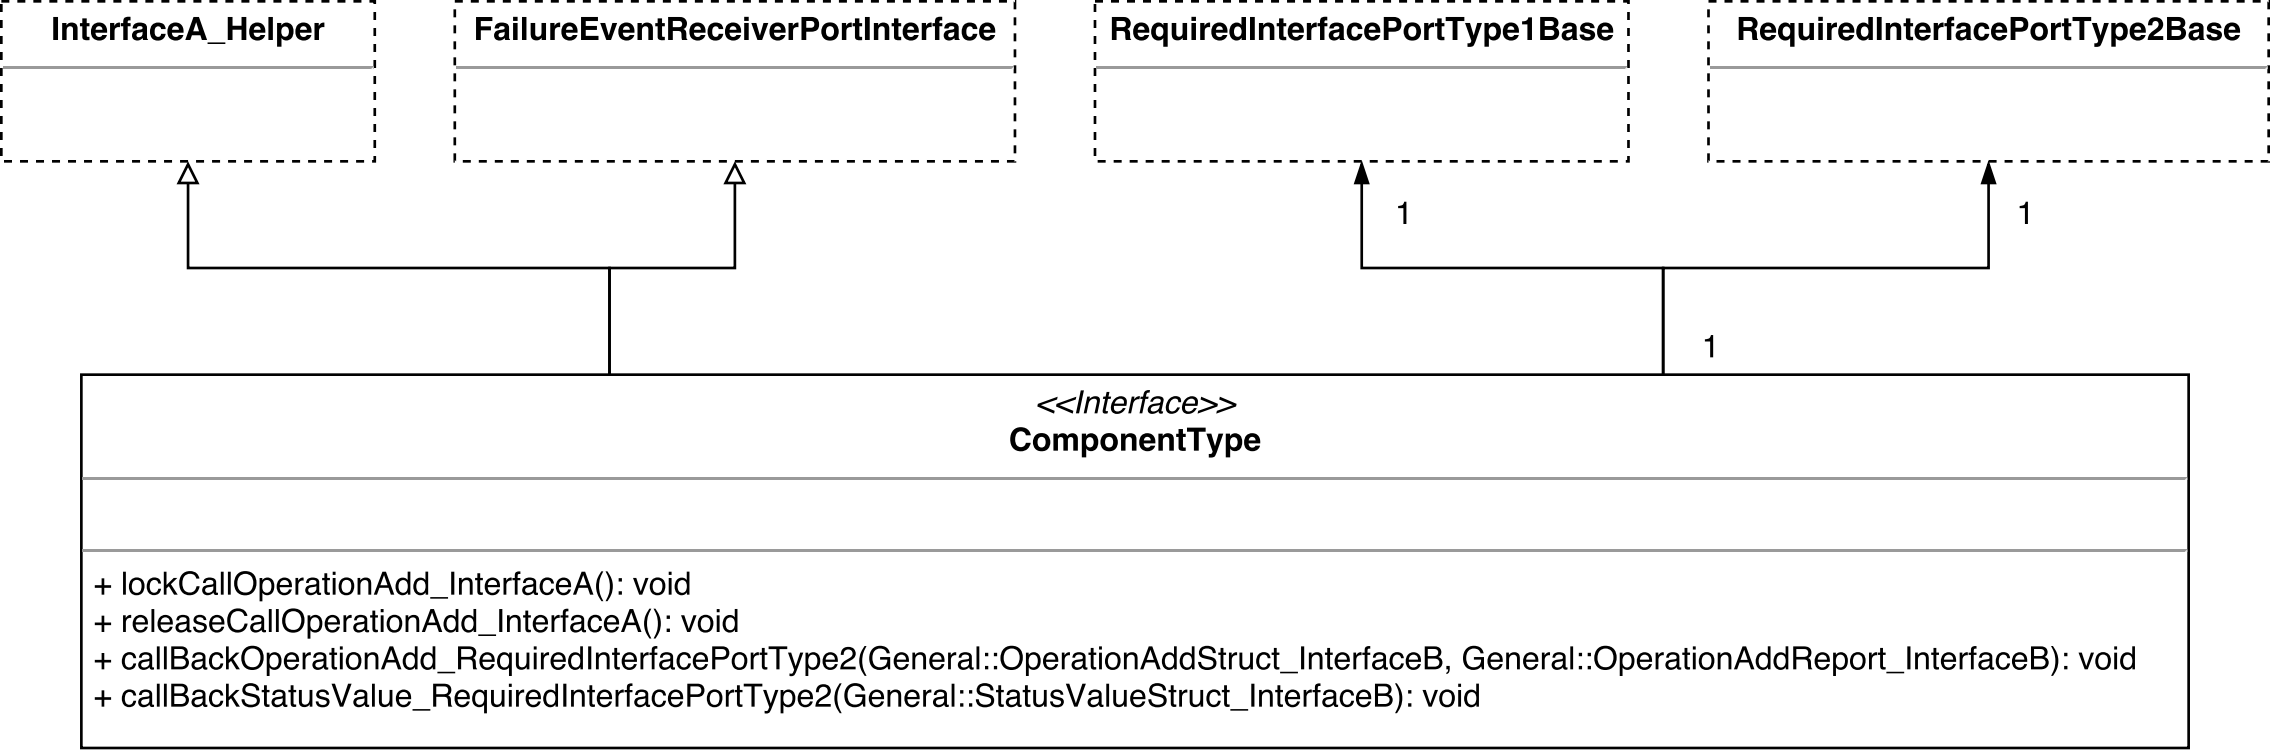 InterfaceA_Helper
FailureEventReceiverPortInterface
RequiredInterfacePortType1Base
RequiredInterfacePortType2Base
1
1
1
<<Interface>>
ComponentType
+ lockCallOperationAdd_InterfaceA(): void
+ releaseCallOperationAdd_InterfaceA(): void
+ callBackOperationAdd_RequiredInterfacePortType2(General::OperationAddStruct_InterfaceB, General::OperationAddReport_InterfaceB): void
+ callBackStatusValue_RequiredInterfacePortType2(General::StatusValueStruct_InterfaceB): void